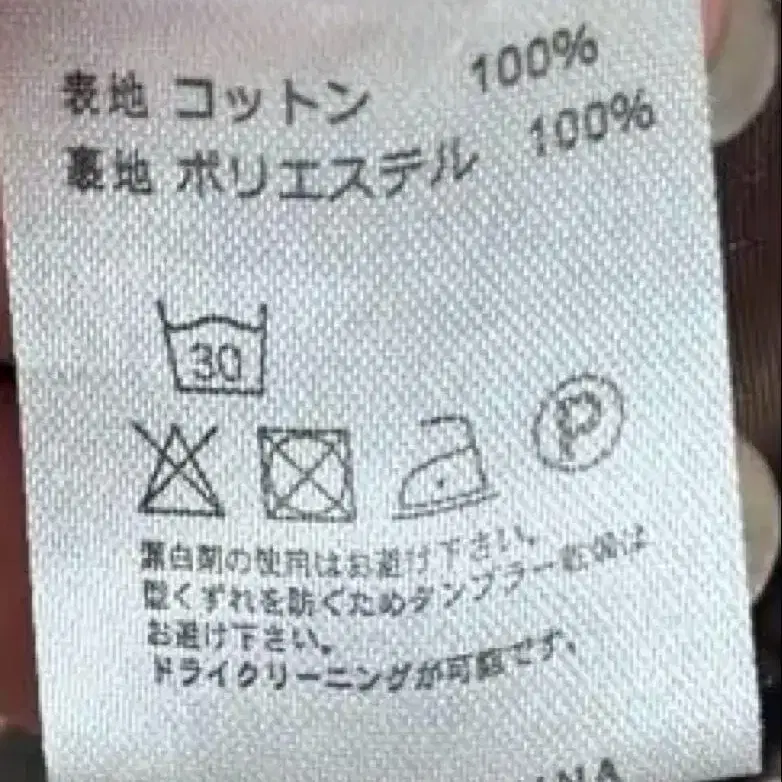 表地 コットン 100%
裏地 ポリエステル 100%
30
P
漂白剤の使用はお避け下さい。
型くずれを防ぐためタンブラー乾燥は
お避け下さい。
ドライクリーニングが可能です。